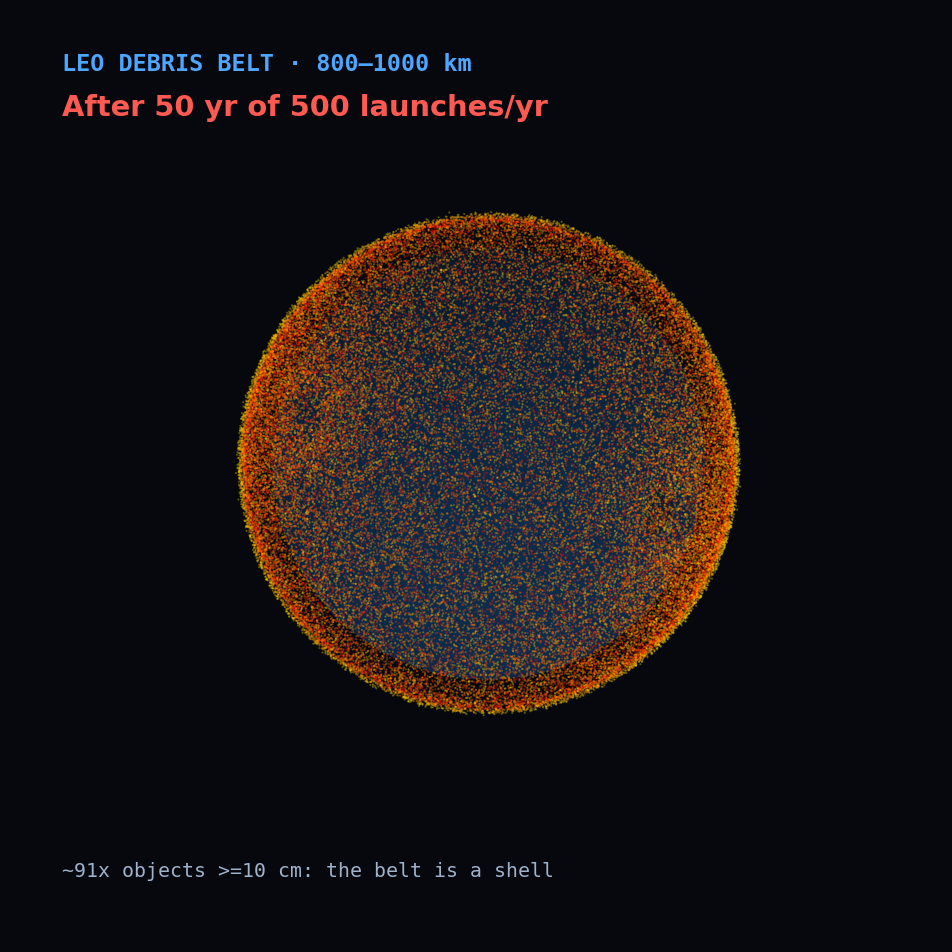 LEO DEBRIS BELT · 800–1000 km
After 50 yr of 500 launches/yr
~91x objects >=10 cm: the belt is a shell